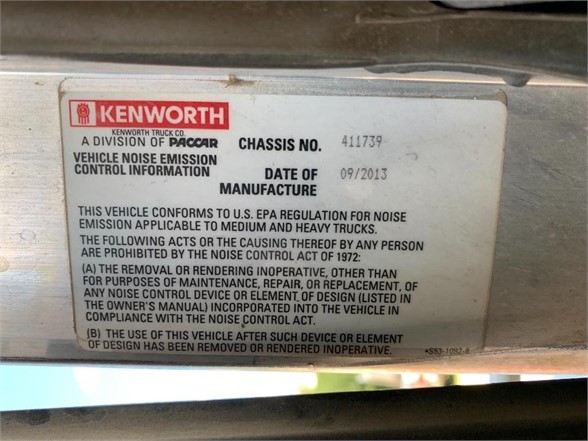 KENWORTH
KENWORTH TRUCK CO.
A DIVISION OF PACCAR
VEHICLE NOISE EMISSION
CONTROL INFORMATION
CHASSIS NO. 411739
DATE OF 09/2013
MANUFACTURE
THIS VEHICLE CONFORMS TO U.S. EPA REGULATION FOR NOISE
EMISSION APPLICABLE TO MEDIUM AND HEAVY TRUCKS.
THE FOLLOWING ACTS OR THE CAUSING THEREOF BY ANY PERSON
ARE PROHIBITED BY THE NOISE CONTROL ACT OF 1972:
(A) THE REMOVAL OR RENDERING INOPERATIVE, OTHER THAN
FOR PURPOSES OF MAINTENANCE, REPAIR, OR REPLACEMENT, OF
ANY NOISE CONTROL DEVICE OR ELEMENT OF DESIGN (LISTED IN
THE OWNER'S MANUAL) INCORPORATED INTO THE VEHICLE IN
COMPLIANCE WITH THE NOISE CONTROL ACT.
(B) THE USE OF THIS VEHICLE AFTER SUCH DEVICE OR ELEMENT
OF DESIGN HAS BEEN REMOVED OR RENDERED INOPERATIVE.